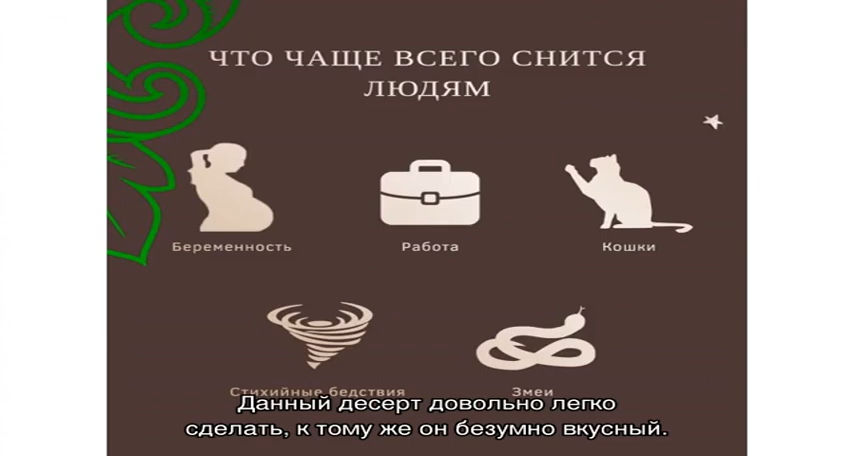 ЧТО ЧАЩЕ ВСЕГО СНИТСЯ
ЛЮДЯМ
Беременность
Работа
Кошки
Стихийные бедствия
Змеи
Данный десерт довольно легко
сделать, к тому же он безумно вкусный.